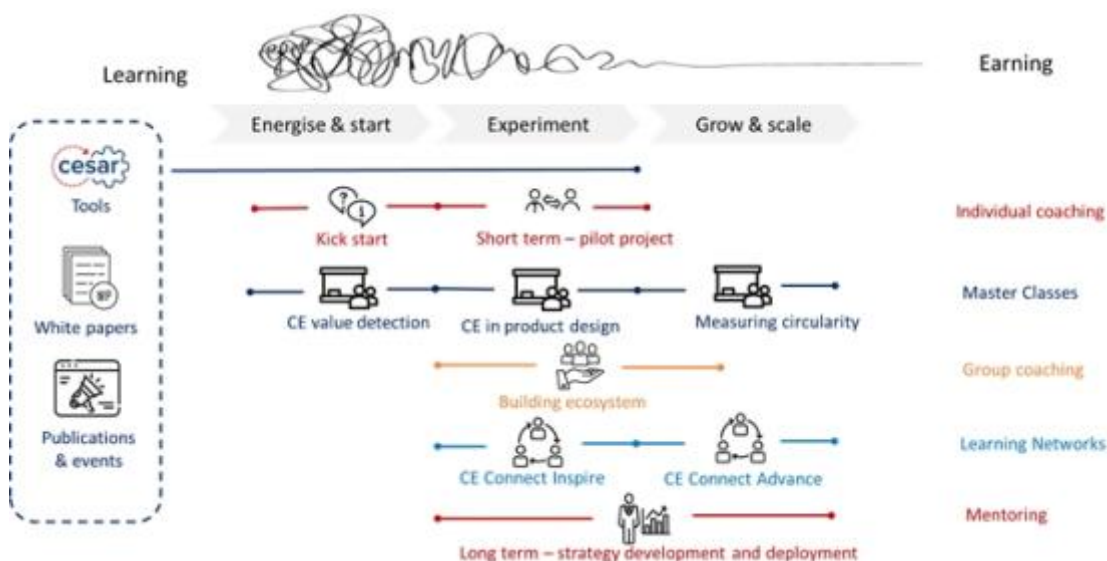 Learning
Earning
Energise & start
Experiment
Grow & scale
cesar
Tools
Kick start
Short term – pilot project
Individual coaching
White papers
CE value detection
CE in product design
Measuring circularity
Master Classes
Building ecosystem
Group coaching
Publications
& events
CE Connect Inspire
CE Connect Advance
Learning Networks
Long term – strategy development and deployment
Mentoring